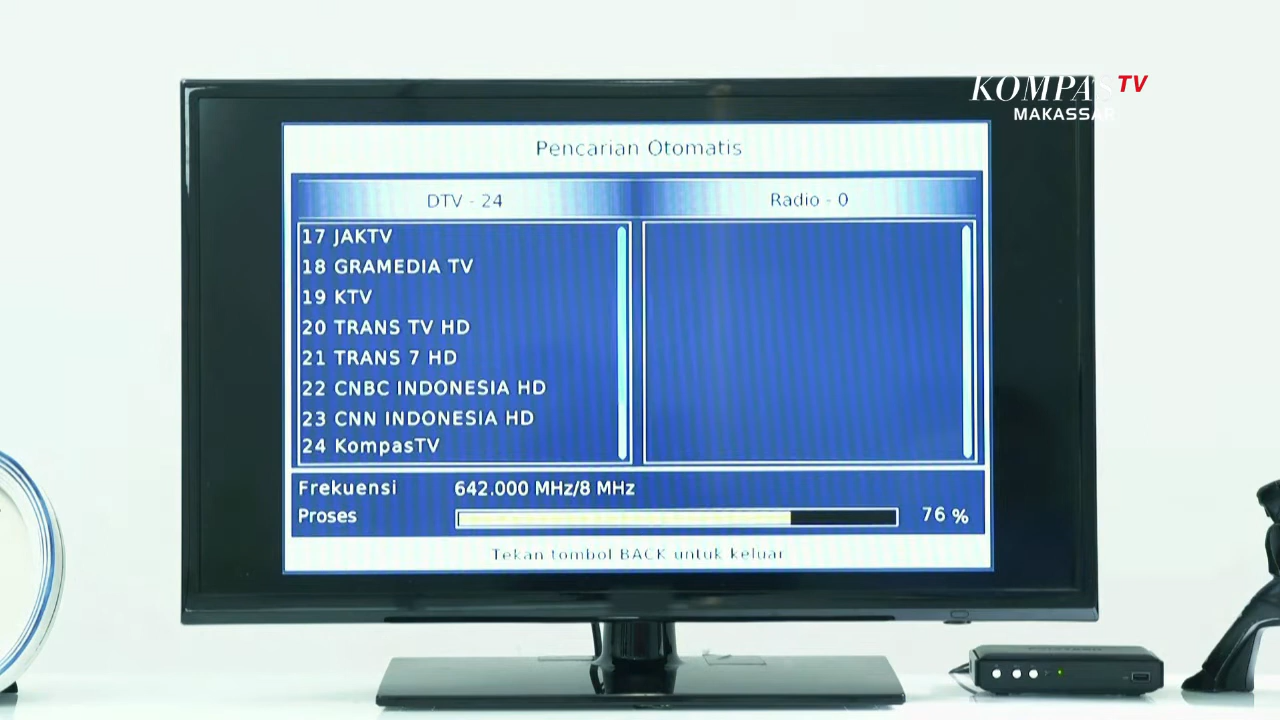 KOMPAS TV
MAKASSAR
Pencarian Otomatis
DTV - 24
Radio - 0
17 JAKTV
18 GRAMEDIA TV
19 KTV
20 TRANS TV HD
21 TRANS 7 HD
22 CNBC INDONESIA HD
23 CNN INDONESIA HD
24 KompasTV
Frekuensi 642.000 MHz/8 MHz
Proses 76 %
Tekan tombol BACK untuk keluar